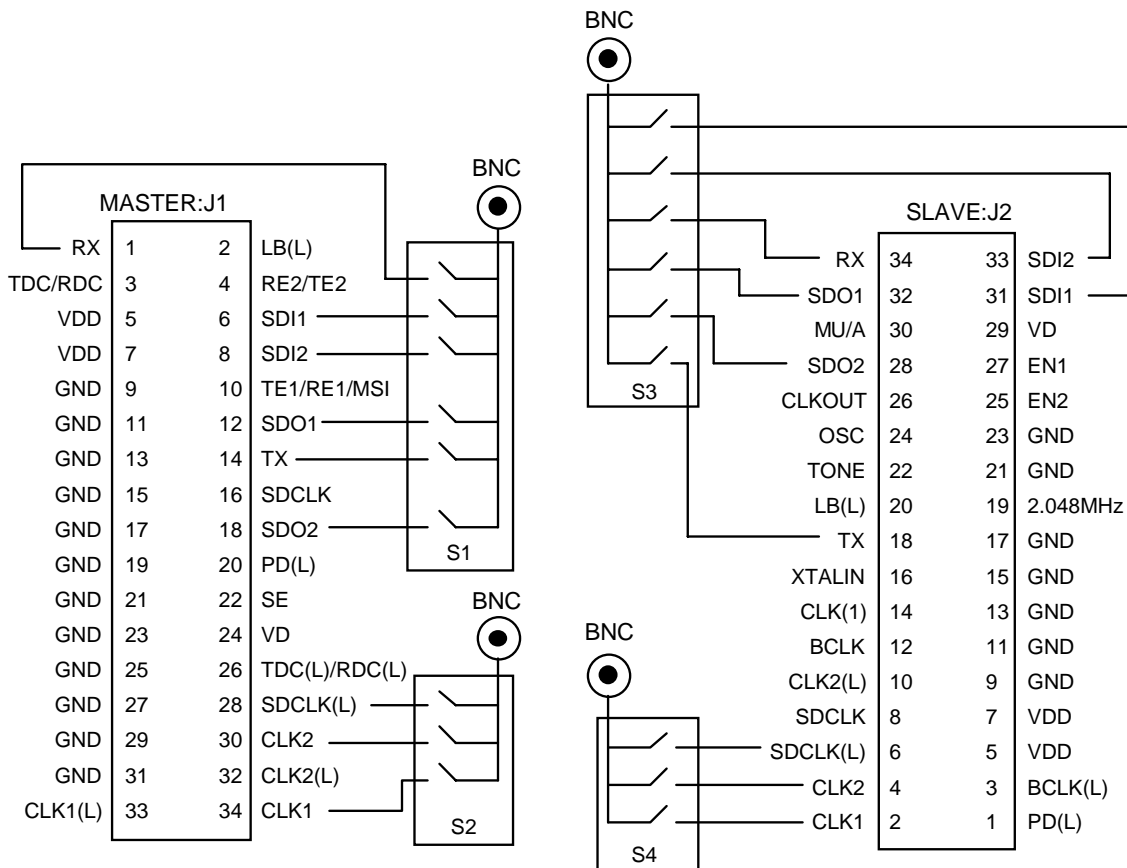 BNC
BNC
MASTER:J1
RX 1 2 LB(L)
TDC/RDC 3 4 RE2/TE2
VDD 5 6 SDI1
VDD 7 8 SDI2
GND 9 10 TE1/RE1/MSI
GND 11 12 SDO1
GND 13 14 TX
GND 15 16 SDCLK
GND 17 18 SDO2
GND 19 20 PD(L)
GND 21 22 SE
GND 23 24 VD
GND 25 26 TDC(L)/RDC(L)
GND 27 28 SDCLK(L)
GND 29 30 CLK2
GND 31 32 CLK2(L)
CLK1(L) 33 34 CLK1
S1
BNC
S2
S3
SLAVE:J2
RX 34 33 SDI2
SDO1 32 31 SDI1
MU/A 30 29 VD
SDO2 28 27 EN1
CLKOUT 26 25 EN2
OSC 24 23 GND
TONE 22 21 GND
LB(L) 20 19 2.048MHz
TX 18 17 GND
XTALIN 16 15 GND
CLK(1) 14 13 GND
BCLK 12 11 GND
CLK2(L) 10 9 GND
SDCLK 8 7 VDD
SDCLK(L) 6 5 VDD
CLK2 4 3 BCLK(L)
CLK1 2 1 PD(L)
BNC
S4